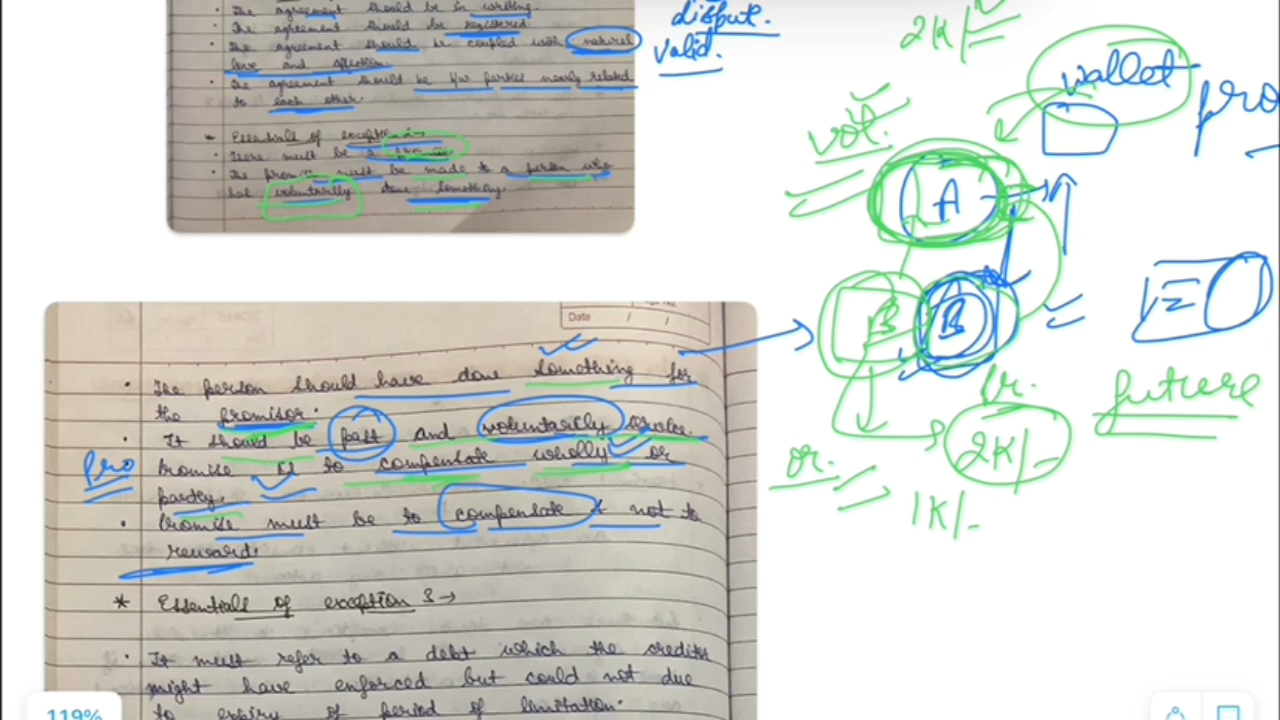 The agreement should be in writing.
The agreement should be registered
The agreement should be coupled with natural
love and affection
The agreement should be for parties nearly related
to each other.
* Essentials of exception 2 →
There must be a promise
The promise must be made to a person who
has voluntarily done something.
disput.
valid.
2K/=
wallet
pro
vot.
A
B
B
V=
Date / /
• The person should have done something for
the promisor.
• It should be past and voluntarily
Pro
Promise is to compensate wholly or
partly.
• Promise must be to compensate & not to
reward.
future
2K/-
or.
1K/-
* Essentials of exception 3 →
• It must refer to a debt which the creditor
might have enforced but could not due
to expiry of period of limitation.
119%